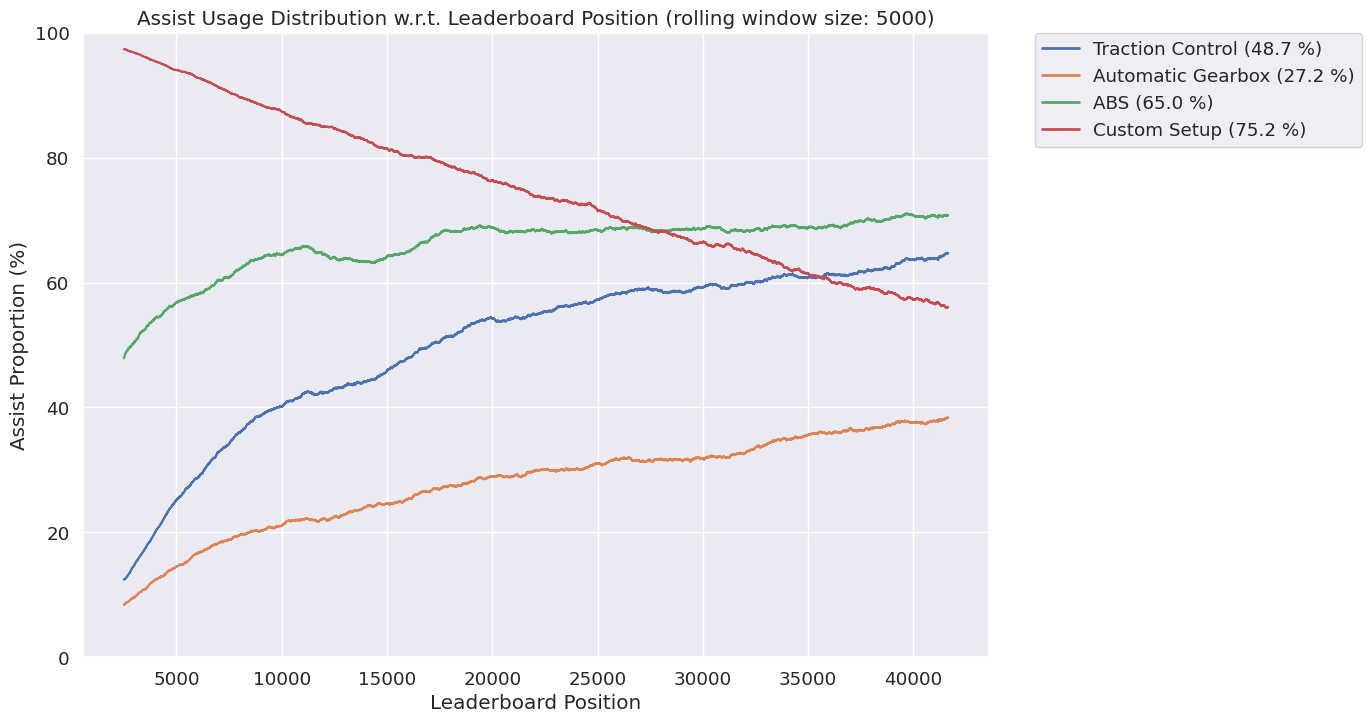 Assist Usage Distribution w.r.t. Leaderboard Position (rolling window size: 5000)
Assist Proportion (%)
100
80
60
40
20
0
5000 10000 15000 20000 25000 30000 35000 40000
Leaderboard Position
Traction Control (48.7 %)
Automatic Gearbox (27.2 %)
ABS (65.0 %)
Custom Setup (75.2 %)